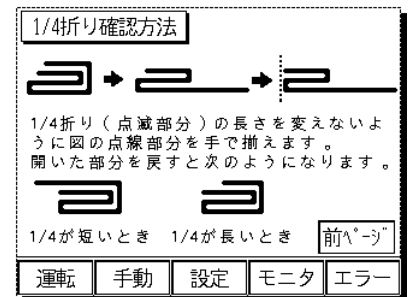 1/4折り確認方法
1/4折り（点滅部分）の長さを変えないよ
うに図の点線部分を手で揃えます。
開いた部分を戻すと次のようになります。
1/4が短いとき 1/4が長いとき 前ﾍﾟｰｼﾞ
運転 手動 設定 モニタ エラー